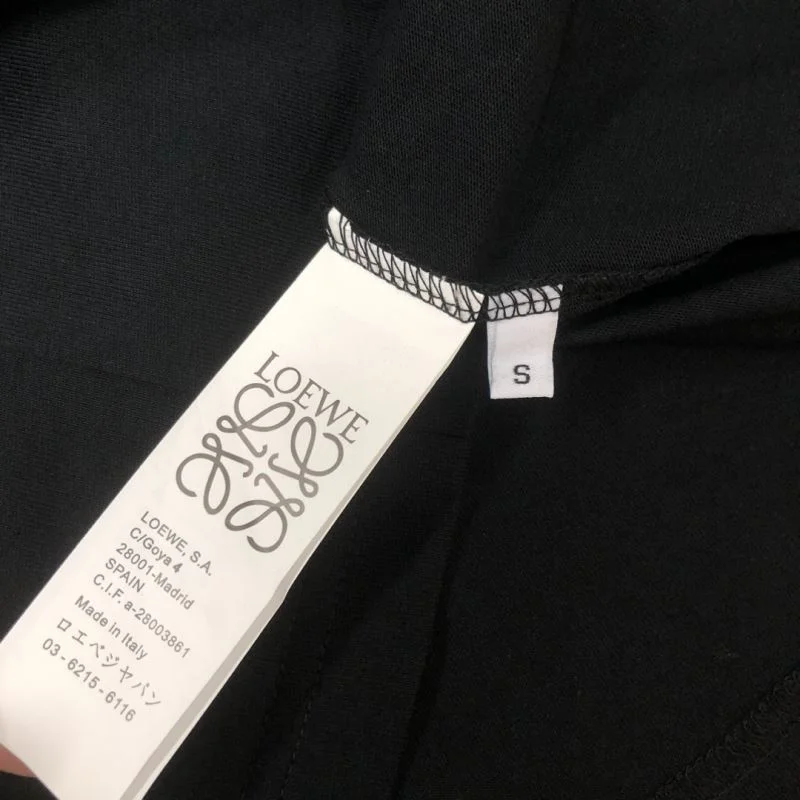 LOEWE
LOEWE, S.A.
C/Goya 4
28001-Madrid
SPAIN
C.I.F. a-28003861
Made in Italy
ロエベジャパン
03-6215-6116
S